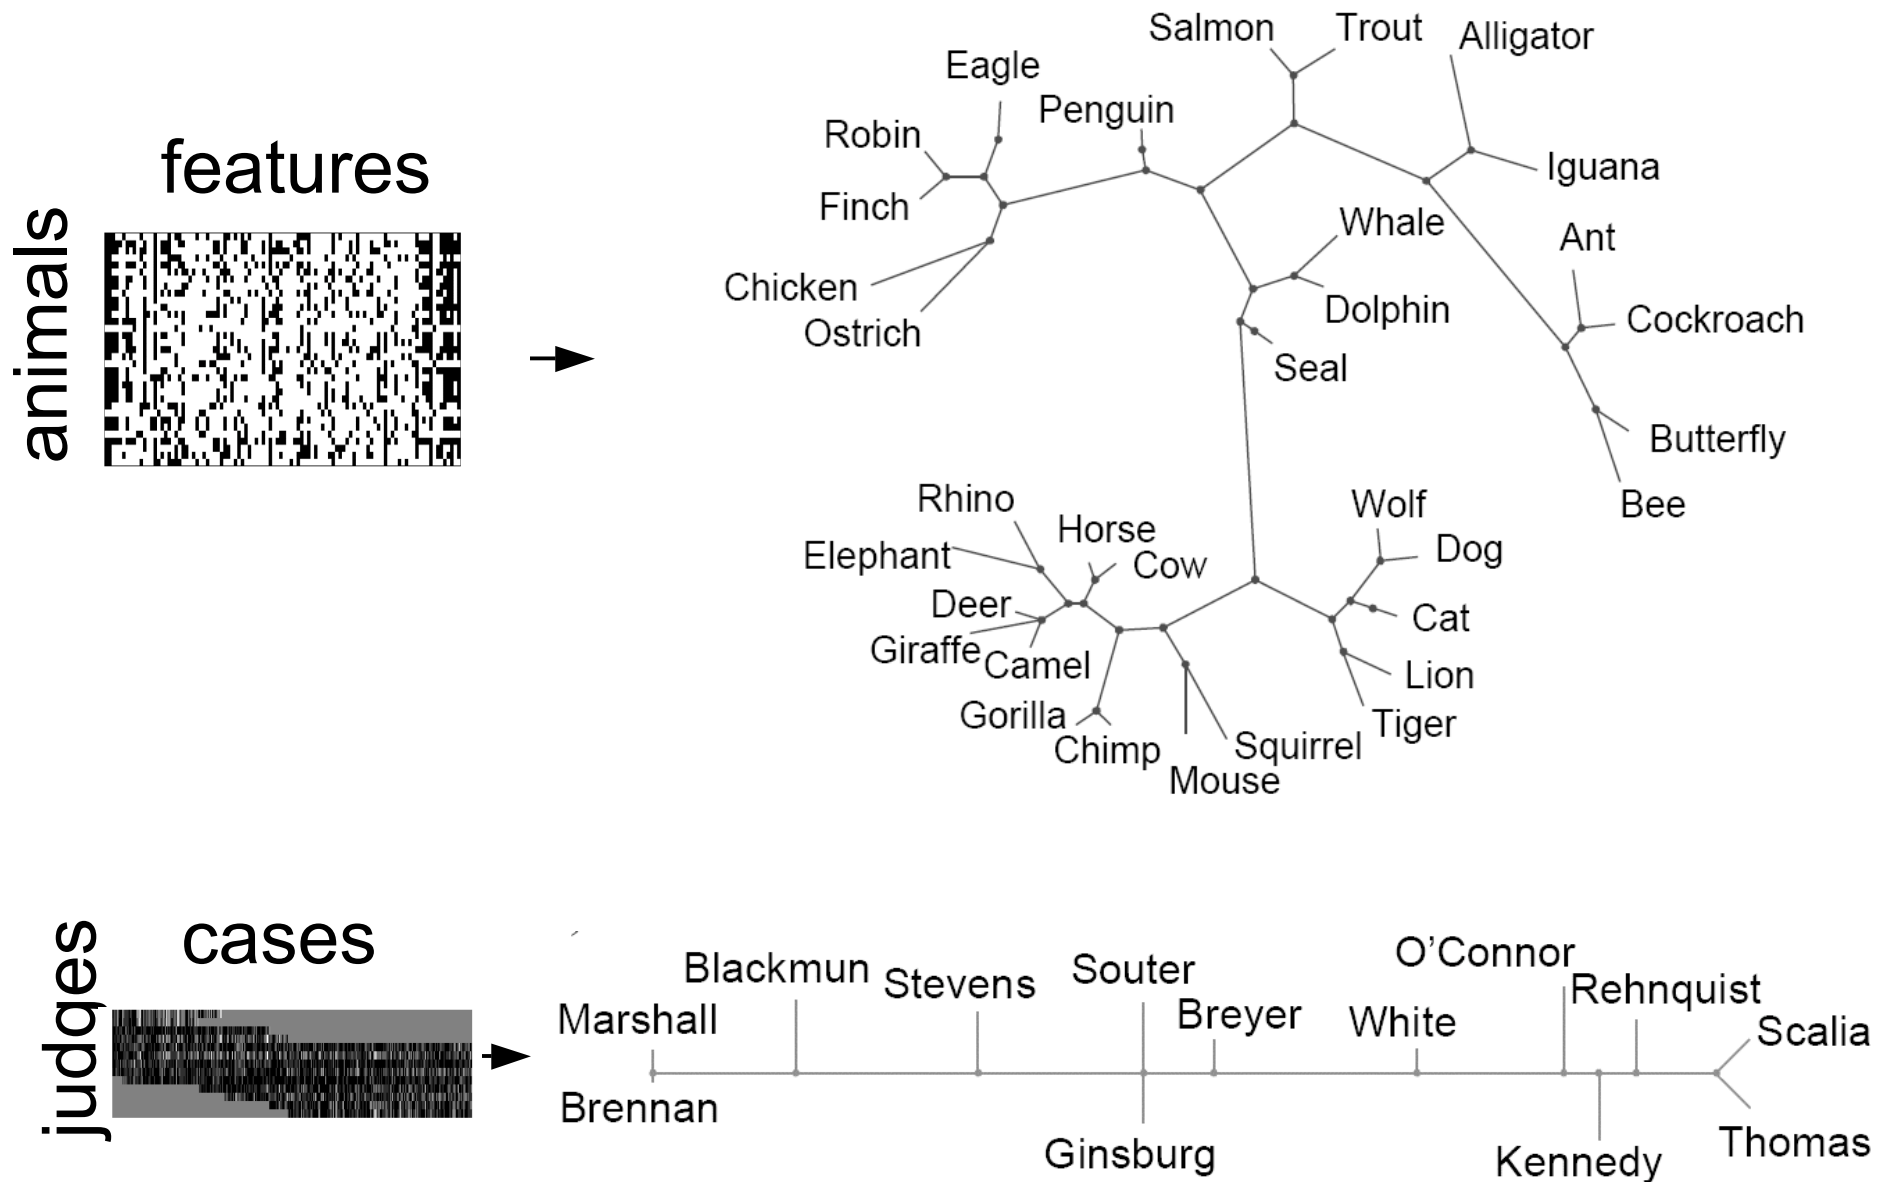 features
animals
Salmon
Trout
Alligator
Eagle
Penguin
Robin
Iguana
Finch
Whale
Ant
Chicken
Dolphin
Cockroach
Ostrich
Seal
Butterfly
Bee
Rhino
Wolf
Horse
Elephant
Cow
Dog
Deer
Cat
Giraffe
Camel
Lion
Gorilla
Tiger
Chimp
Squirrel
Mouse
cases
judges
O’Connor
Blackmun
Stevens
Souter
Rehnquist
Marshall
Breyer
White
Scalia
Brennan
Ginsburg
Kennedy
Thomas